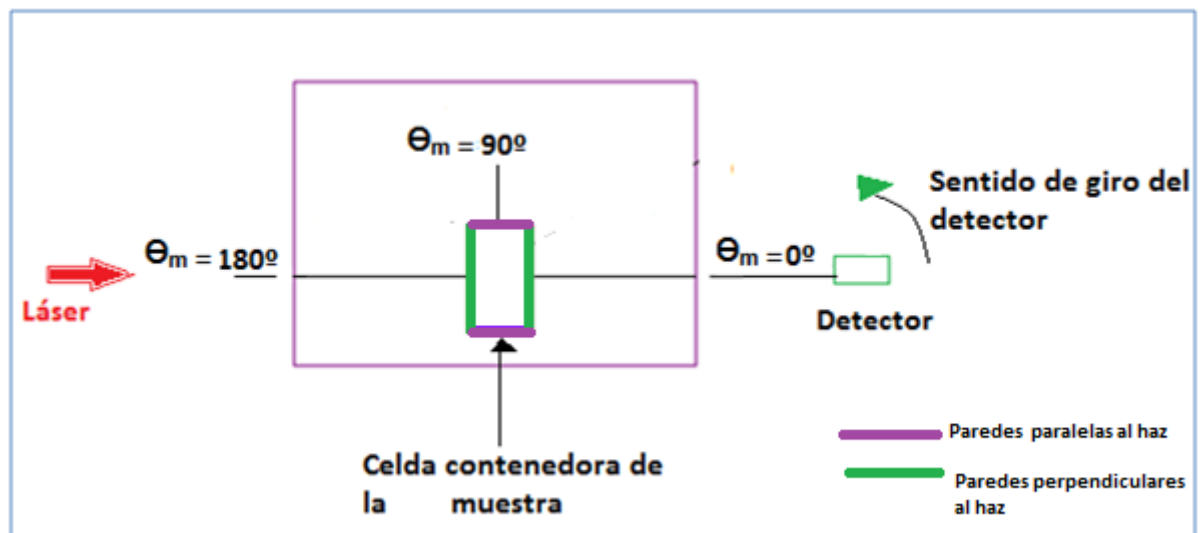 ϴm = 90º
Sentido de giro del
detector
ϴm = 180º
ϴm = 0º
Láser
Detector
Celda contenedora de
la muestra
Paredes paralelas al haz
Paredes perpendiculares
al haz